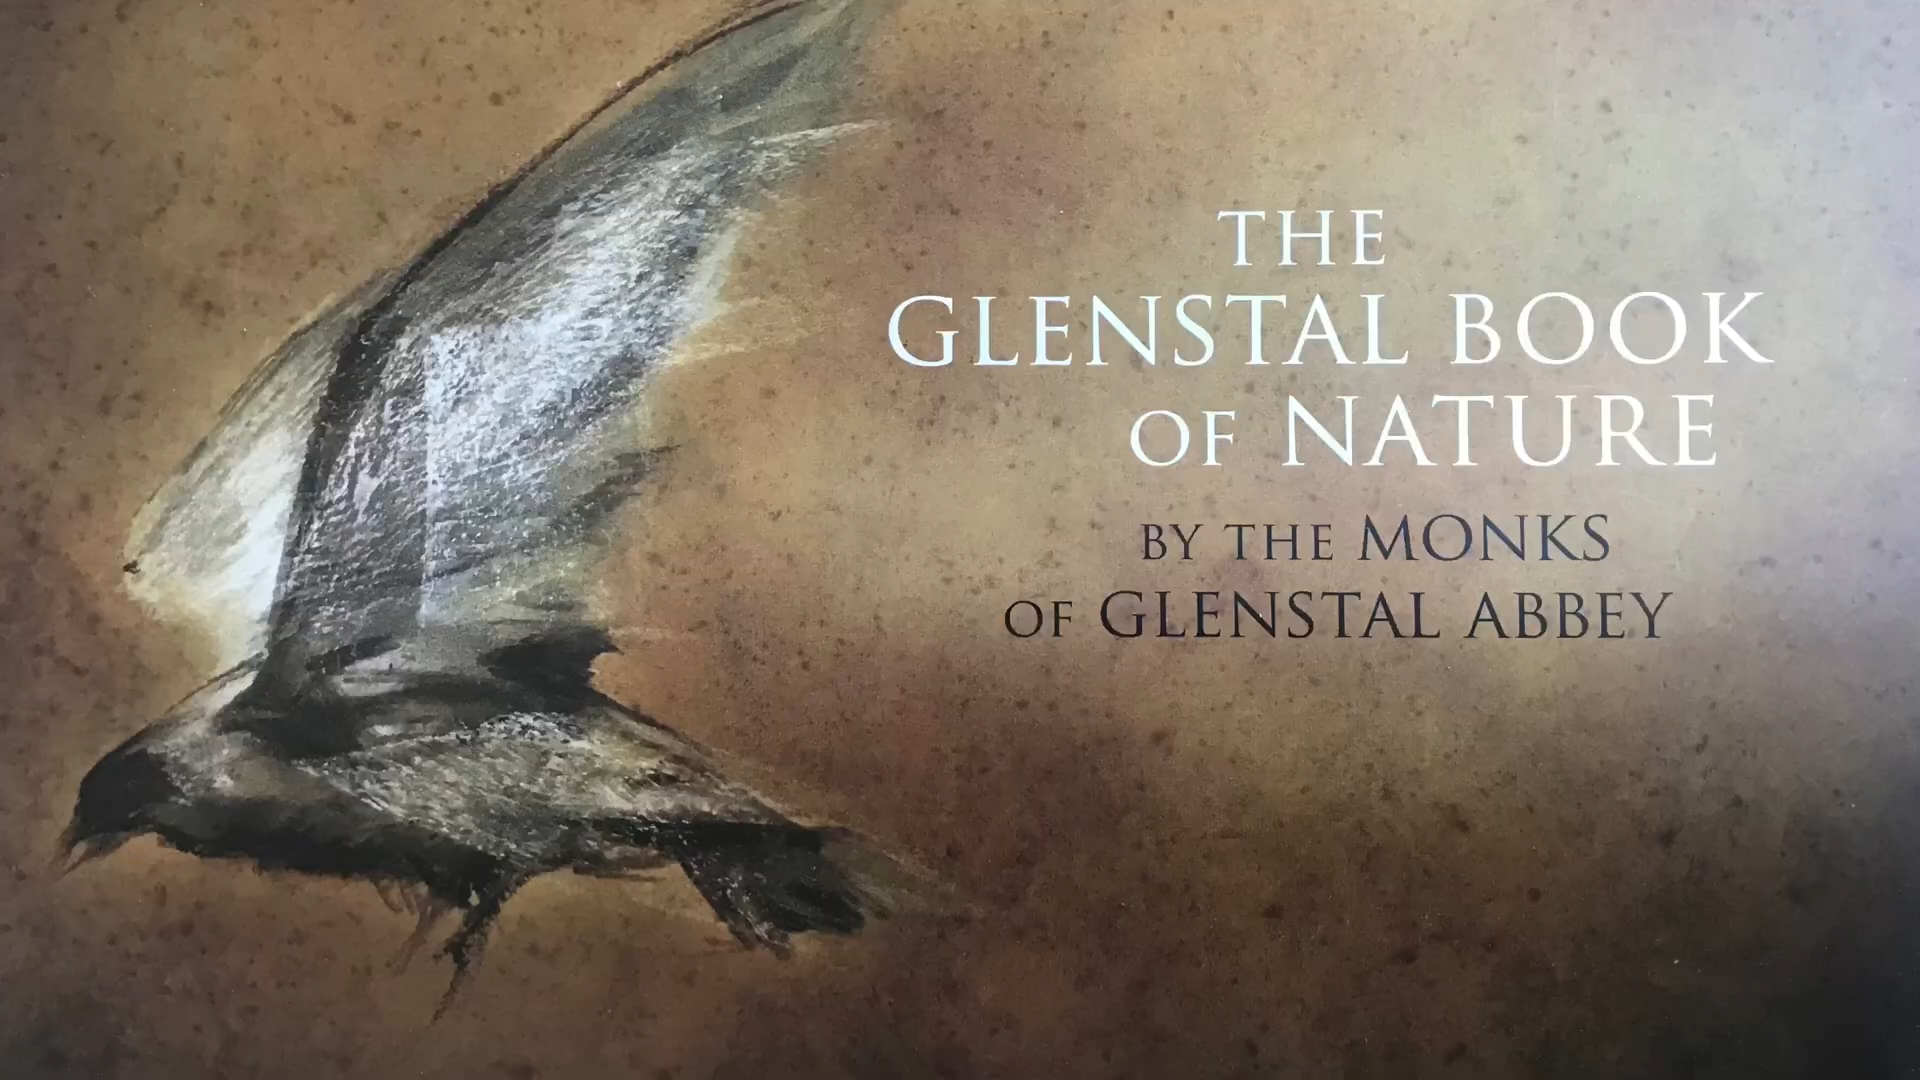 THE
GLENSTAL BOOK
OF NATURE
BY THE MONKS
OF GLENSTAL ABBEY